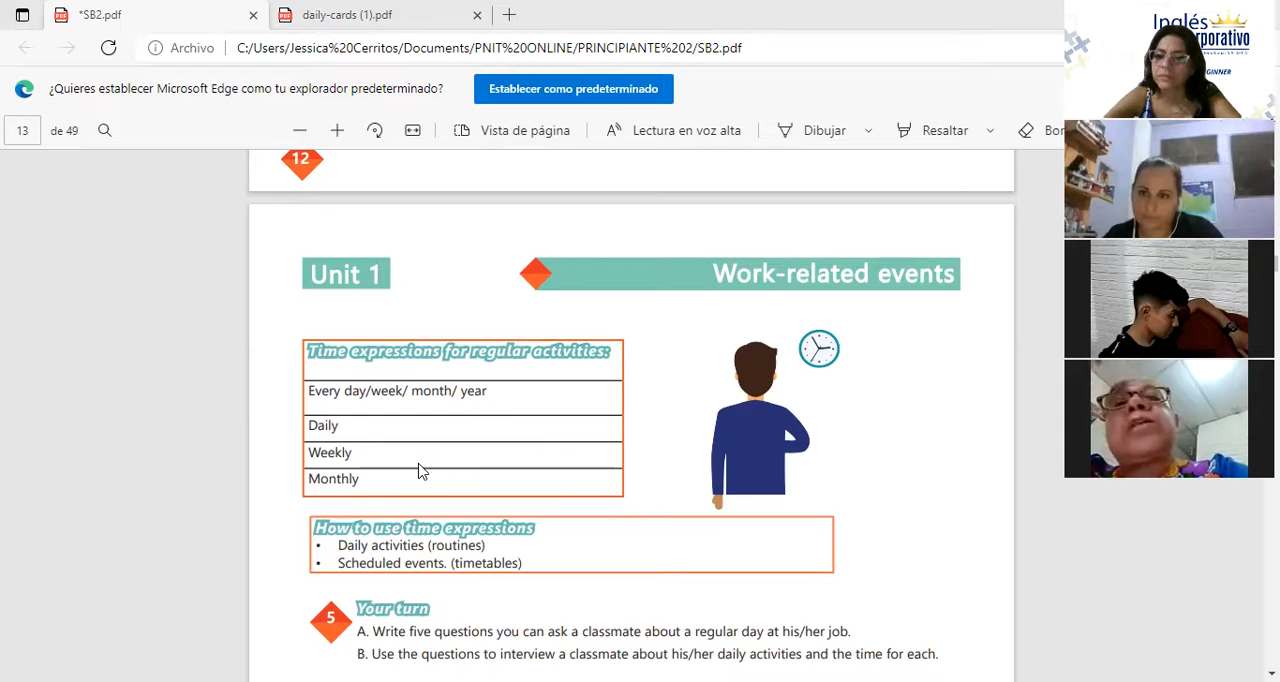 *SB2.pdf
daily-cards (1).pdf
Archivo
C:/Users/Jessica%20Cerritos/Documents/PNIT%20ONLINE/PRINCIPIANTE%202/SB2.pdf
¿Quieres establecer Microsoft Edge como tu explorador predeterminado?
Establecer como predeterminado
13 de 49
Vista de página
Lectura en voz alta
Dibujar
Resaltar
Bor
Inglés
rporativo
GINNER
12
Unit 1
Work-related events
Time expressions for regular activities:
Every day/week/ month/ year
Daily
Weekly
Monthly
How to use time expressions
• Daily activities (routines)
• Scheduled events. (timetables)
5
Your turn
A. Write five questions you can ask a classmate about a regular day at his/her job.
B. Use the questions to interview a classmate about his/her daily activities and the time for each.